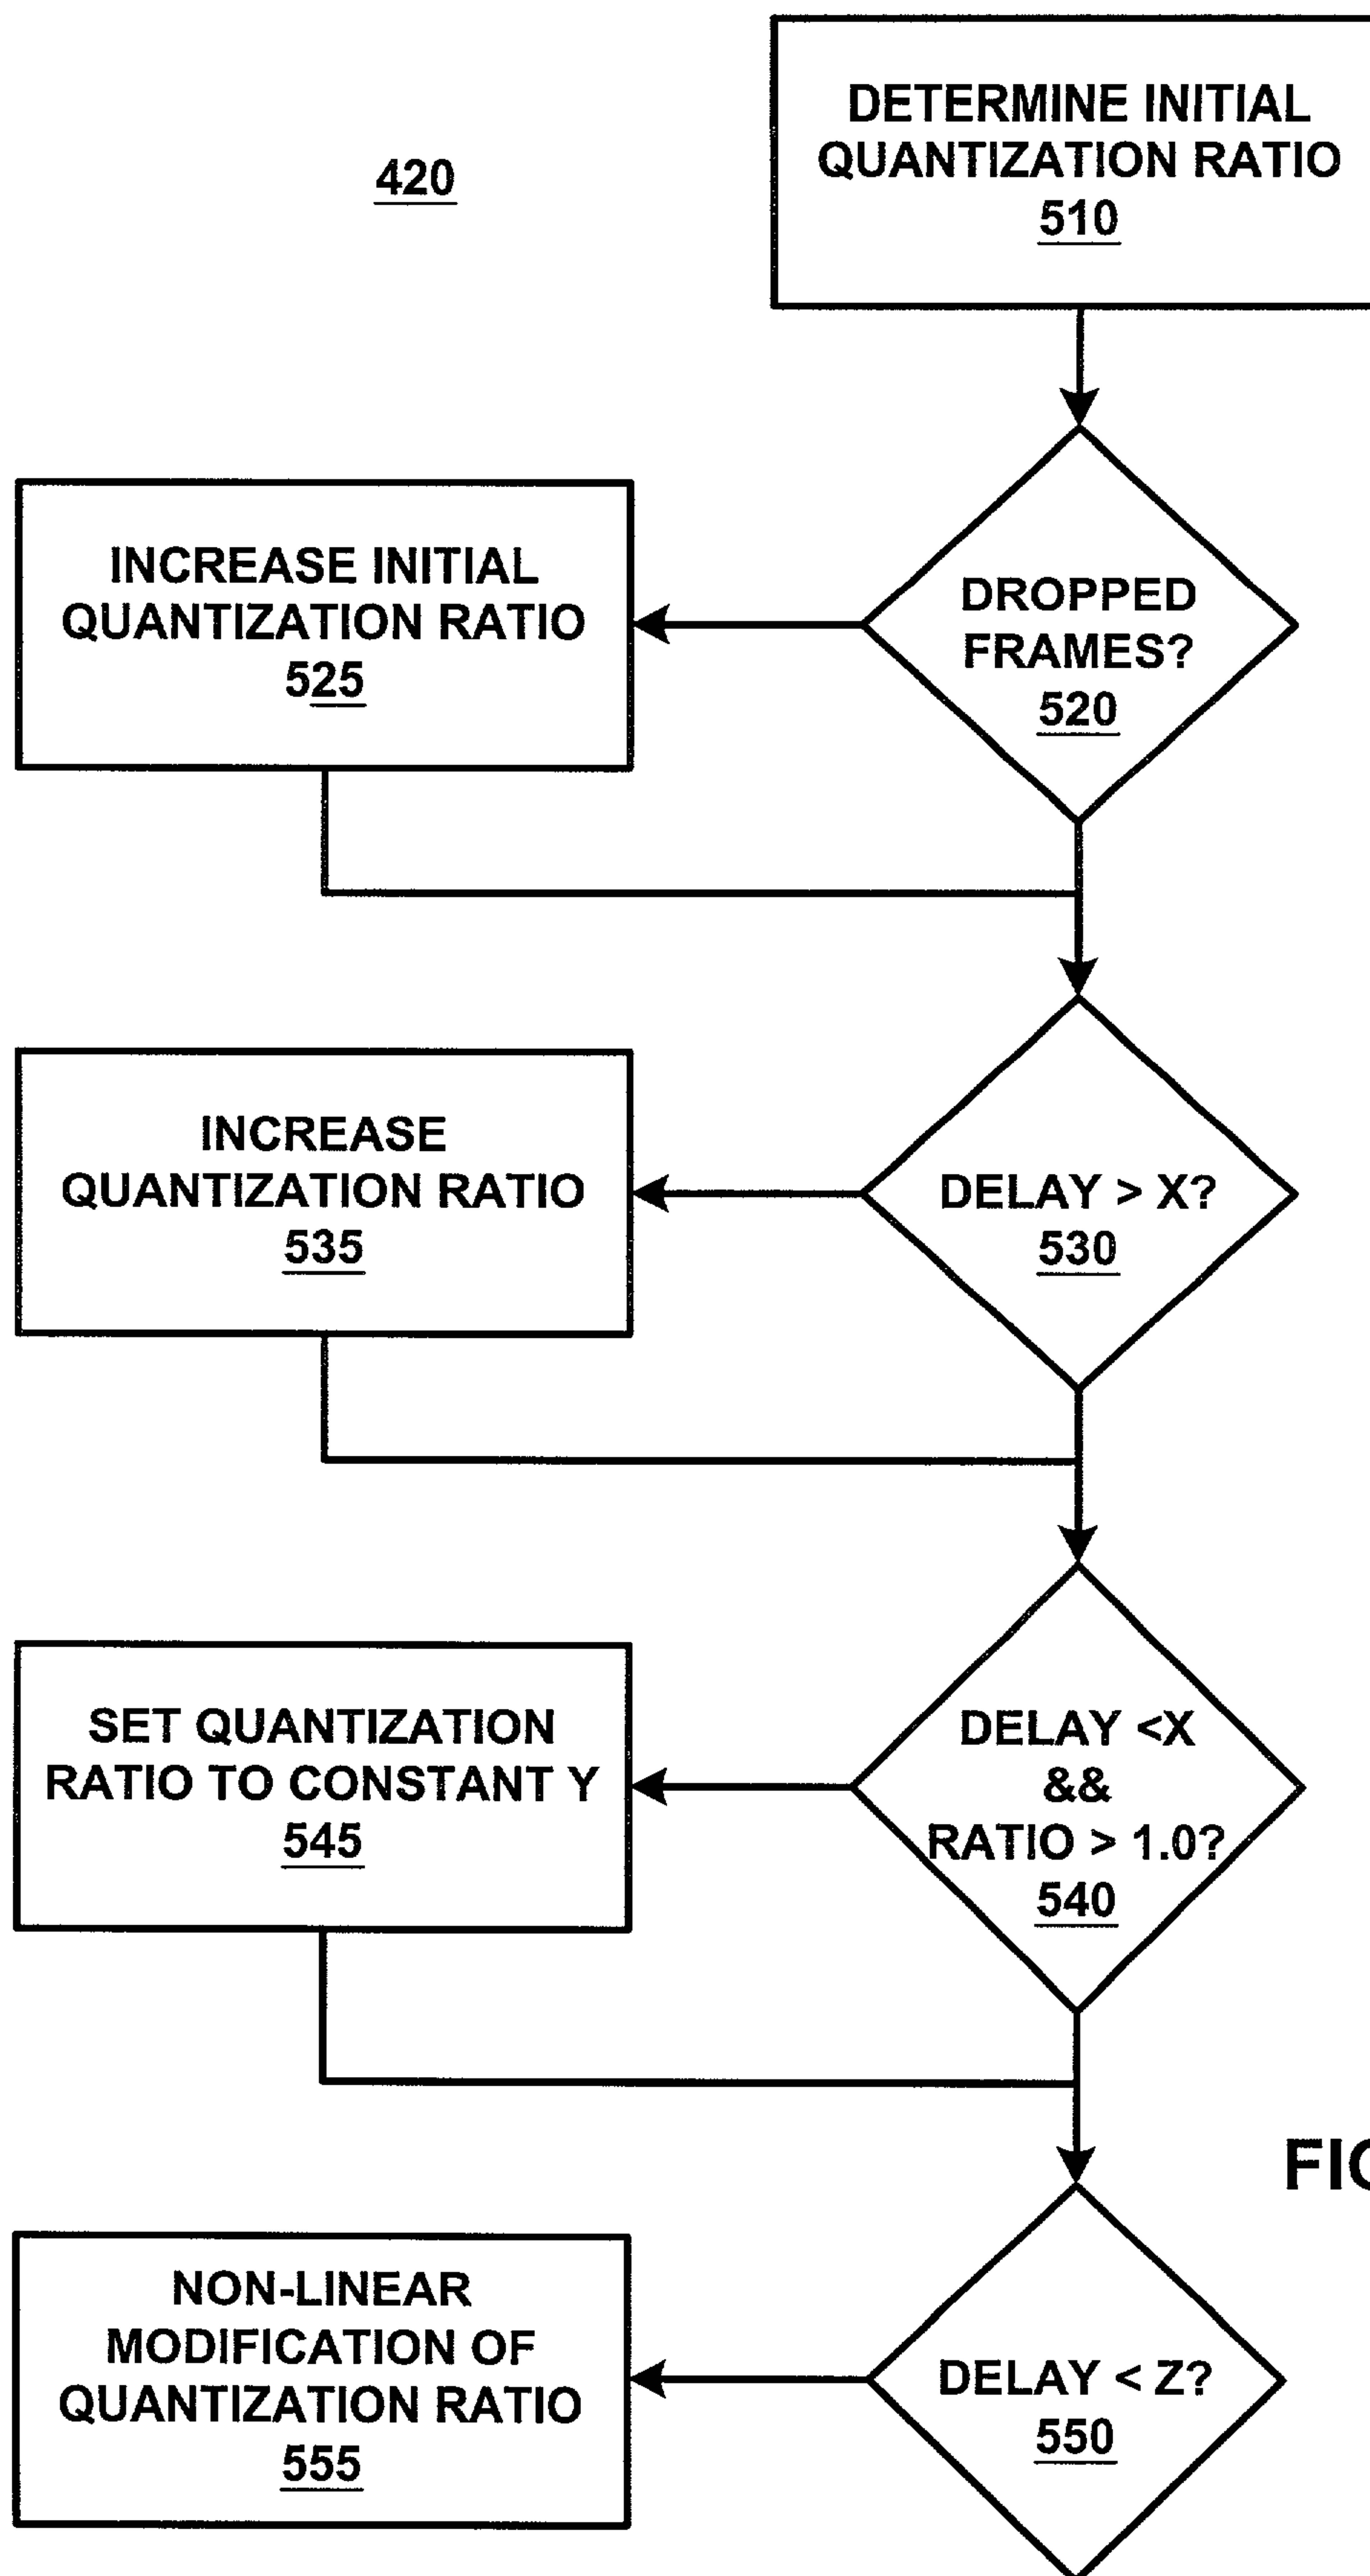 420
DETERMINE INITIAL
QUANTIZATION RATIO
510
INCREASE INITIAL
QUANTIZATION RATIO
525
DROPPED
FRAMES?
520
INCREASE
QUANTIZATION RATIO
535
DELAY > X?
530
SET QUANTIZATION
RATIO TO CONSTANT Y
545
DELAY <X
&&
RATIO > 1.0?
540
NON-LINEAR
MODIFICATION OF
QUANTIZATION RATIO
555
DELAY < Z?
550